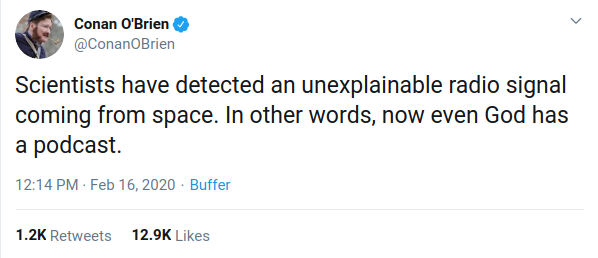 Conan O'Brien
@ConanOBrien
Scientists have detected an unexplainable radio signal
coming from space. In other words, now even God has
a podcast.
12:14 PM · Feb 16, 2020 · Buffer
1.2K Retweets 12.9K Likes